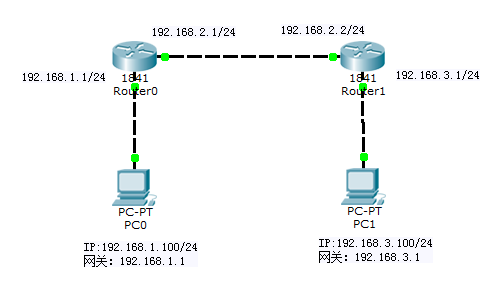 192.168.2.1/24
192.168.2.2/24
192.168.1.1/24
1841
Router0
1841
Router1
192.168.3.1/24
PC-PT
PC0
PC-PT
PC1
IP:192.168.1.100/24
网关: 192.168.1.1
IP:192.168.3.100/24
网关: 192.168.3.1